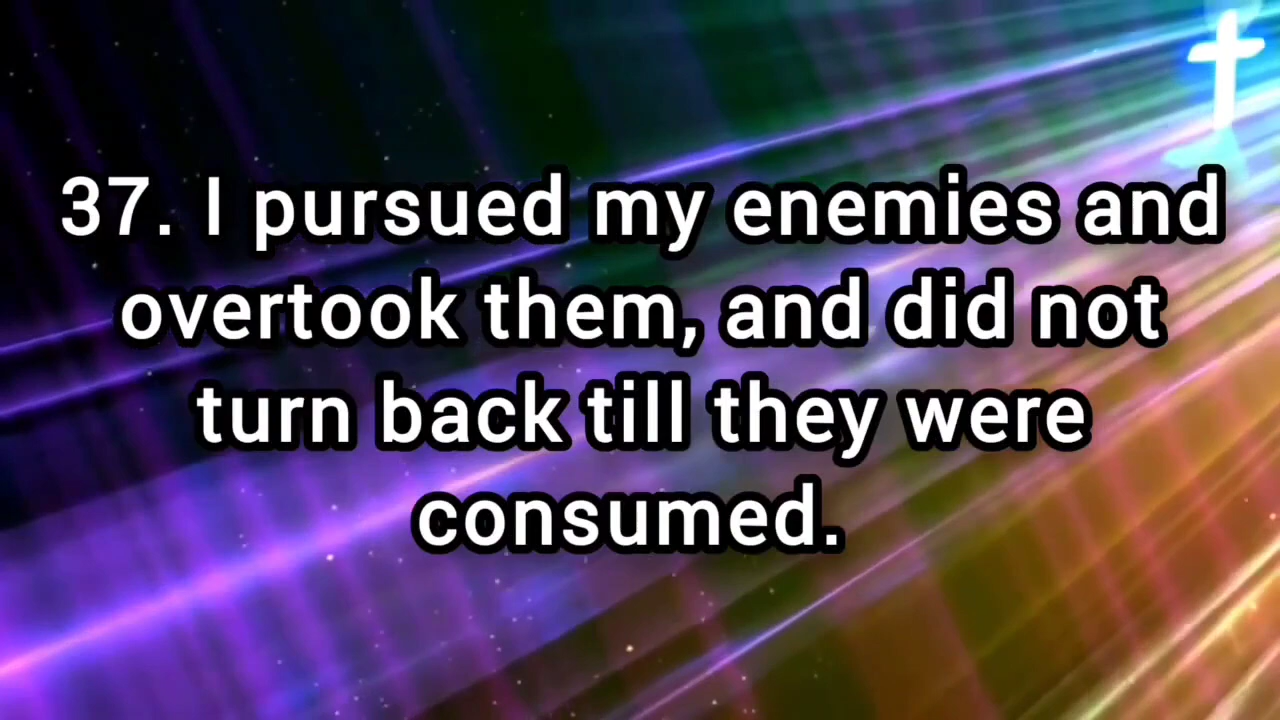 37. I pursued my enemies and
overtook them, and did not
turn back till they were
consumed.